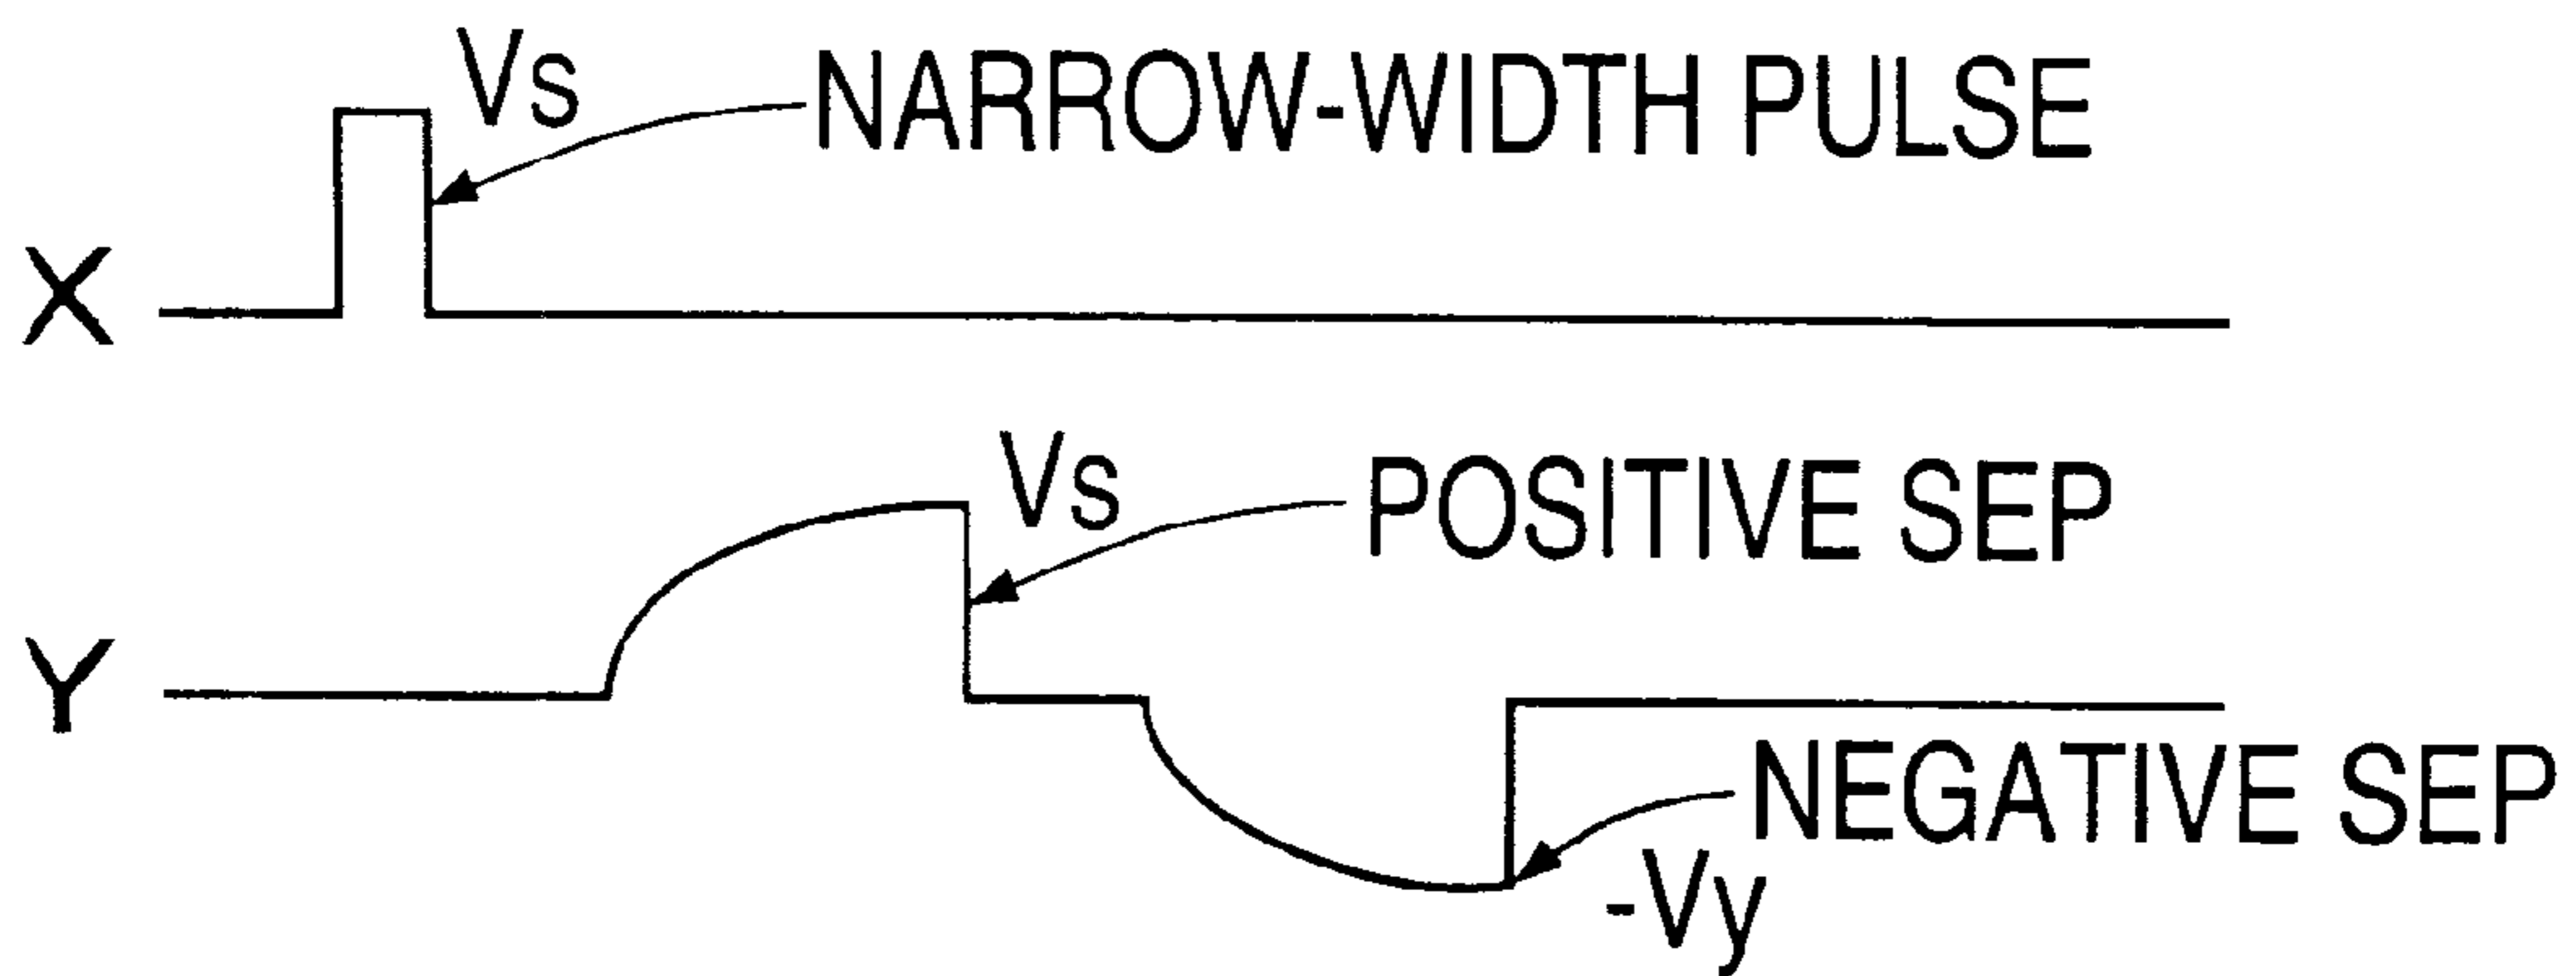 Vs
NARROW-WIDTH PULSE
X
Vs
POSITIVE SEP
Y
NEGATIVE SEP
-Vy